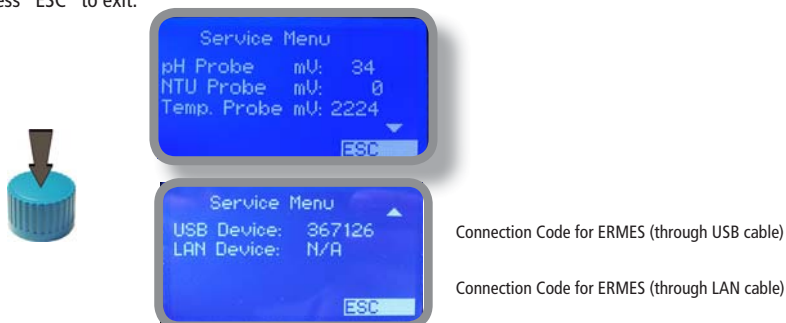 ess "ESC" to exit.
Service Menu
pH Probe mV: 34
NTU Probe mV: 0
Temp. Probe mV: 2224
ESC
Service Menu
USB Device: 367126
LAN Device: N/A
ESC
Connection Code for ERMES (through USB cable)
Connection Code for ERMES (through LAN cable)